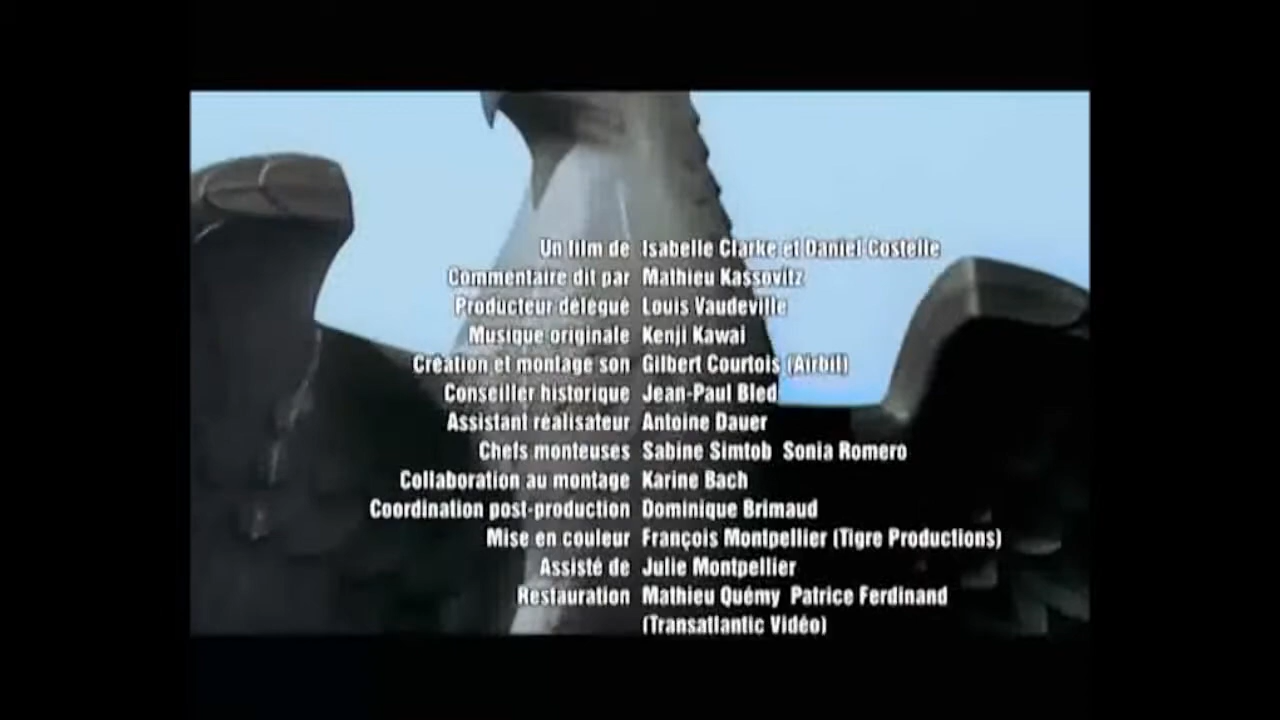 Un film de Isabelle Clarke et Daniel Costelle
Commentaire dit par Mathieu Kassovitz
Producteur délégué Louis Vaudeville
Musique originale Kenji Kawai
Création et montage son Gilbert Courtois (Airbil)
Conseiller historique Jean-Paul Bled
Assistant réalisateur Antoine Dauer
Chefs monteuses Sabine Simtob Sonia Romero
Collaboration au montage Karine Bach
Coordination post-production Dominique Brimaud
Mise en couleur François Montpellier (Tigre Productions)
Assisté de Julie Montpellier
Restauration Mathieu Quémy Patrice Ferdinand
(Transatlantic Vidéo)